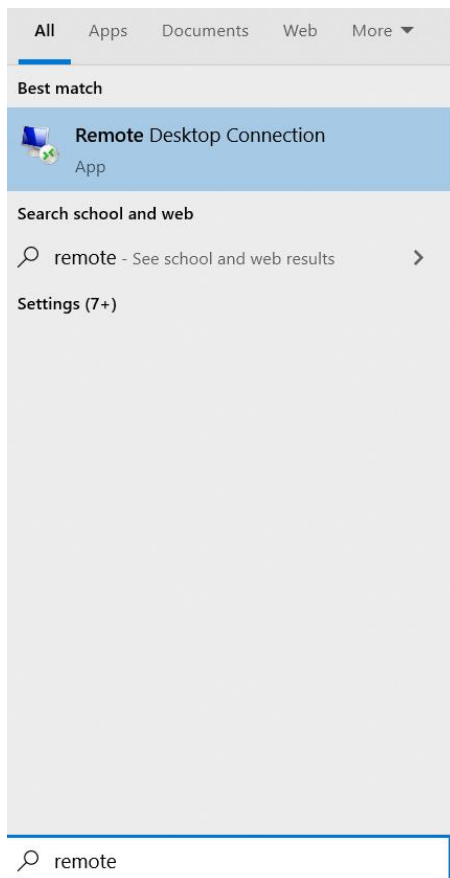 All Apps Documents Web More
Best match
Remote Desktop Connection
App
Search school and web
remote - See school and web results
Settings (7+)
remote